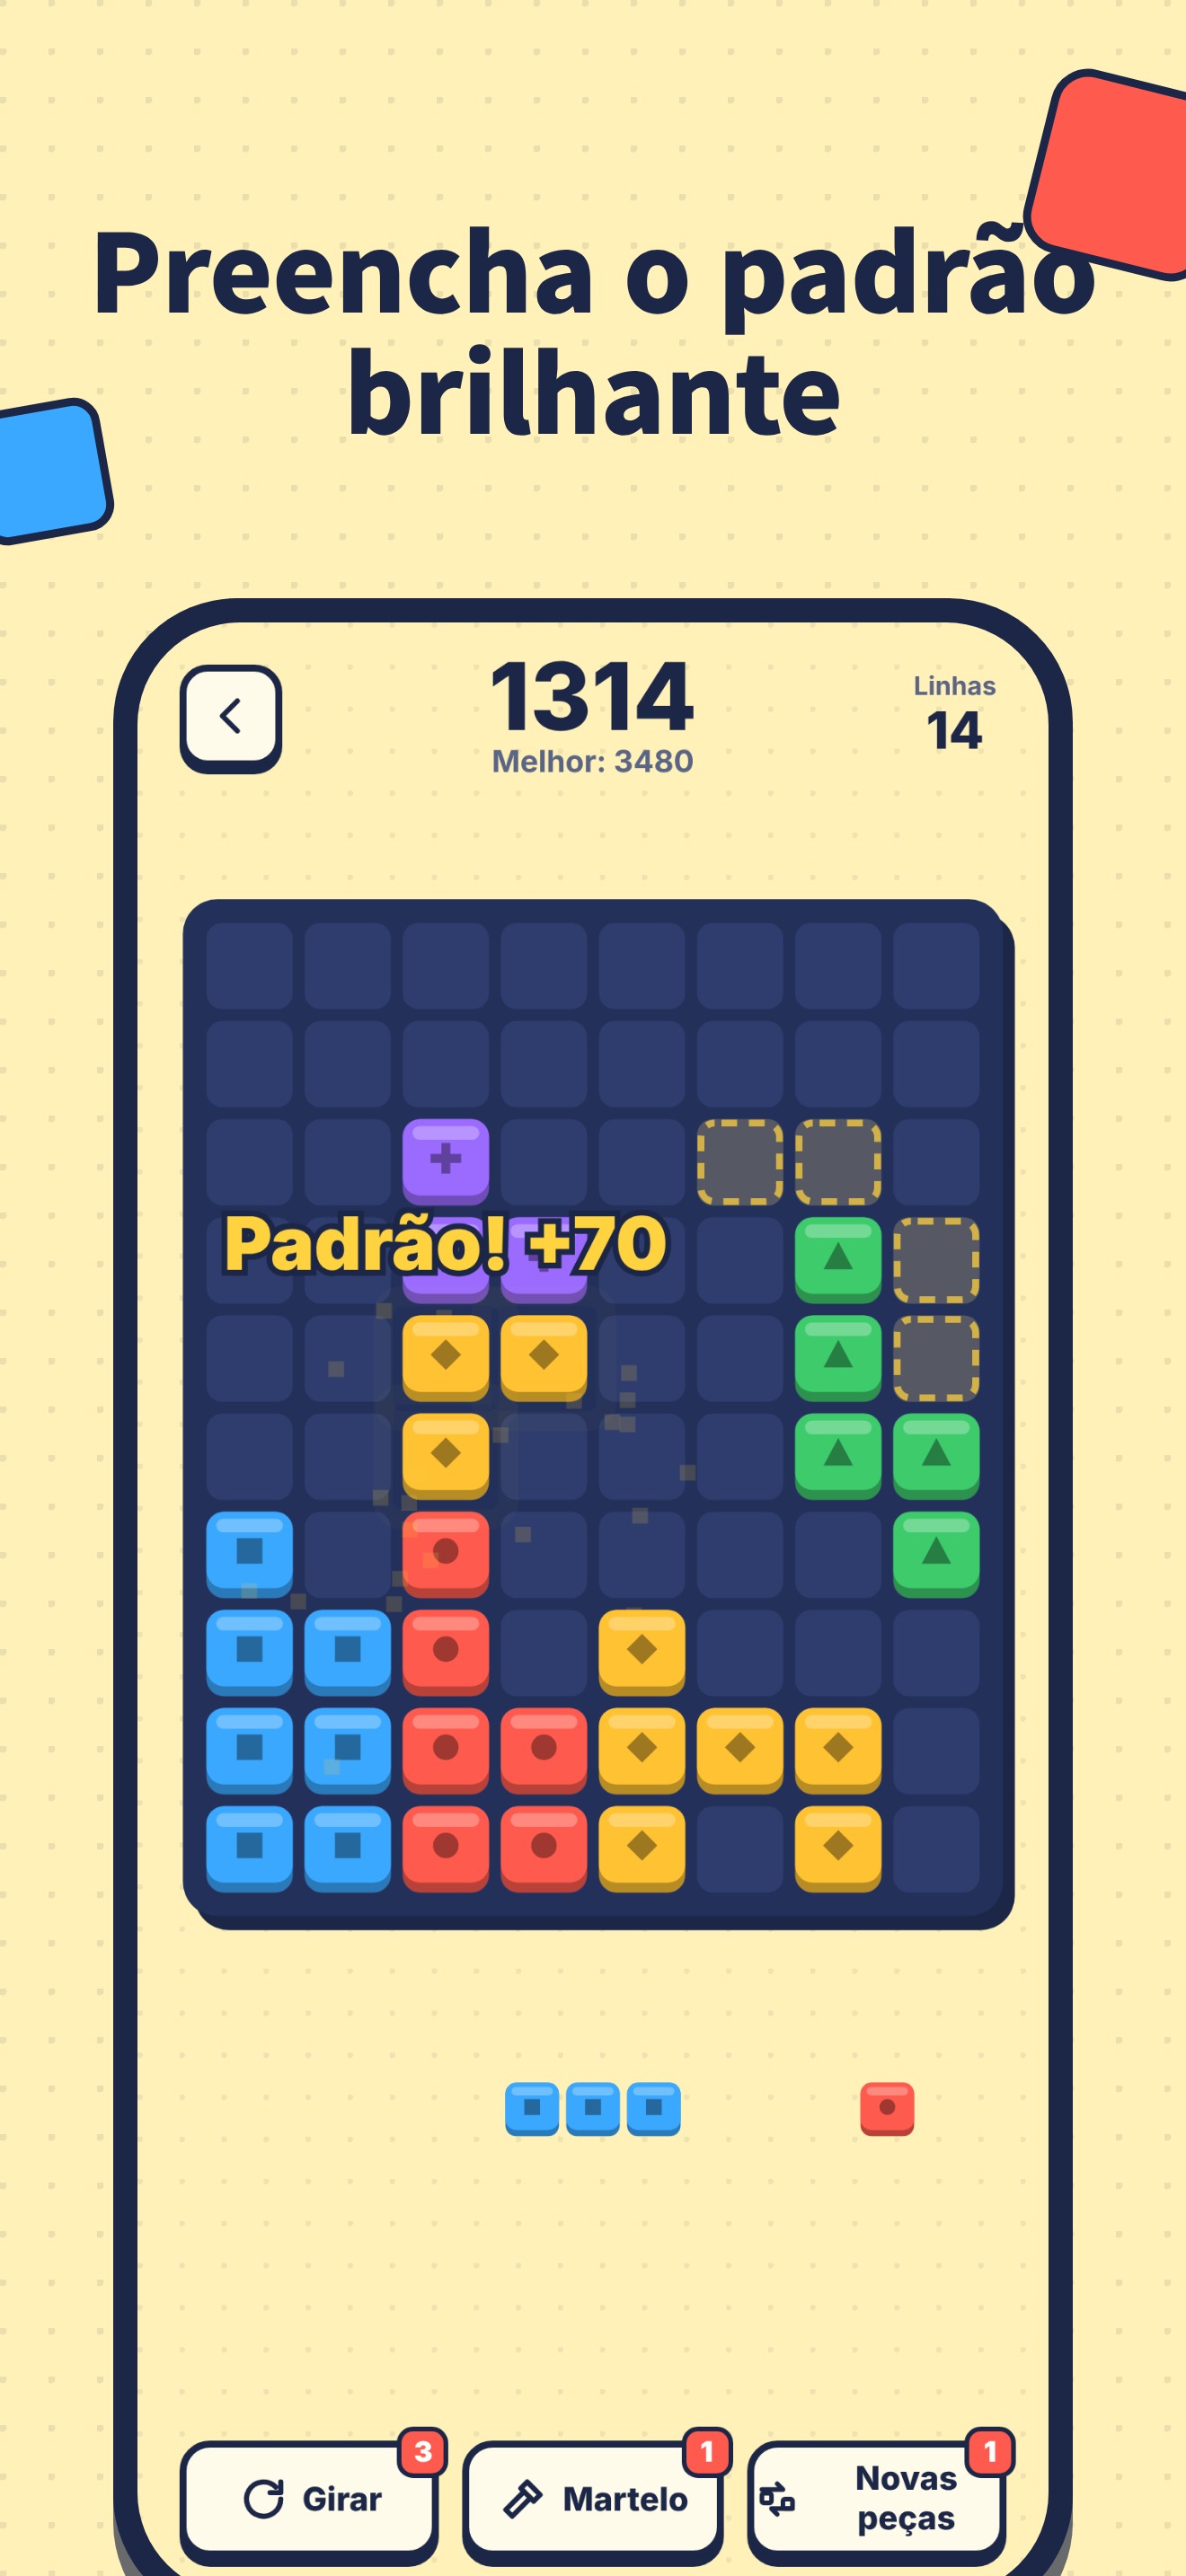 Preencha o padrão
brilhante
1314
Melhor: 3480
Linhas
14
Padrão! +70
3
Girar
1
Martelo
1
Novas
peças